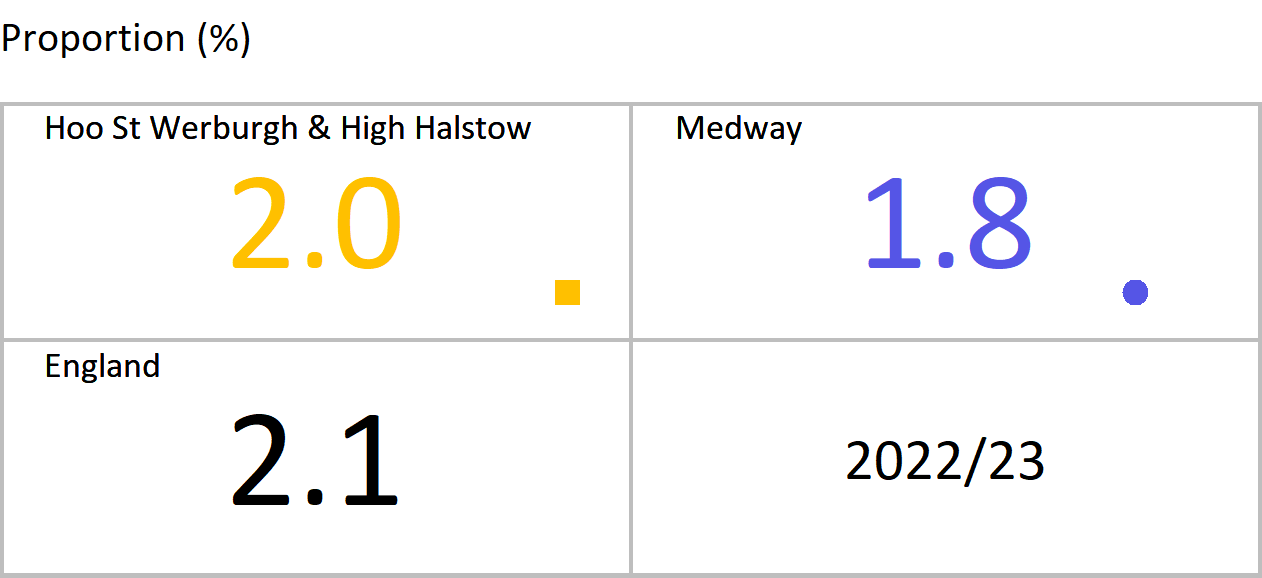 Proportion (%)
Hoo St Werburgh & High Halstow
2.0
Medway
1.8
England
2.1
2022/23